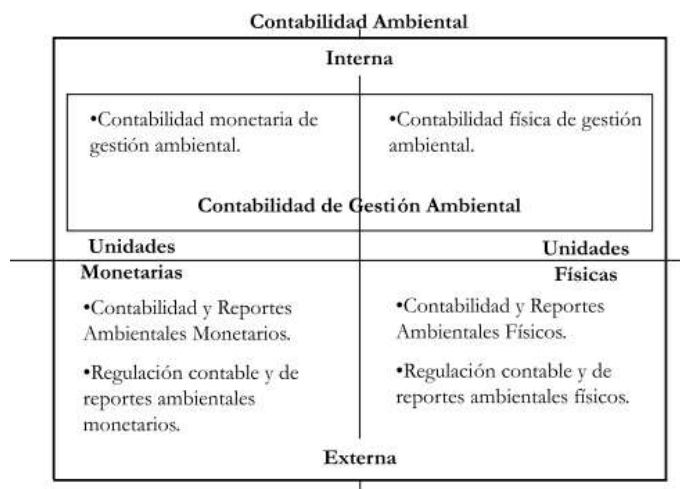 Contabilidad Ambiental
Interna
•Contabilidad monetaria de
gestión ambiental.
•Contabilidad física de gestión
ambiental.
Contabilidad de Gestión Ambiental
Unidades
Monetarias
Unidades
Físicas
•Contabilidad y Reportes
Ambientales Monetarios.
•Regulación contable y de
reportes ambientales
monetarios.
•Contabilidad y Reportes
Ambientales Físicos.
•Regulación contable y de
reportes ambientales físicos.
Externa